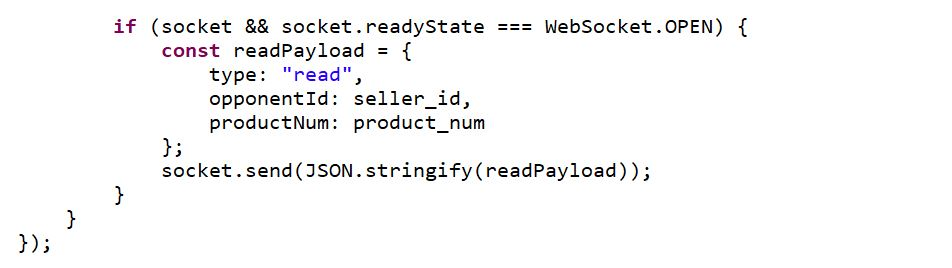 if (socket && socket.readyState === WebSocket.OPEN) {
const readPayload = {
type: "read",
opponentId: seller_id,
productNum: product_num
};
socket.send(JSON.stringify(readPayload));
}
}
});